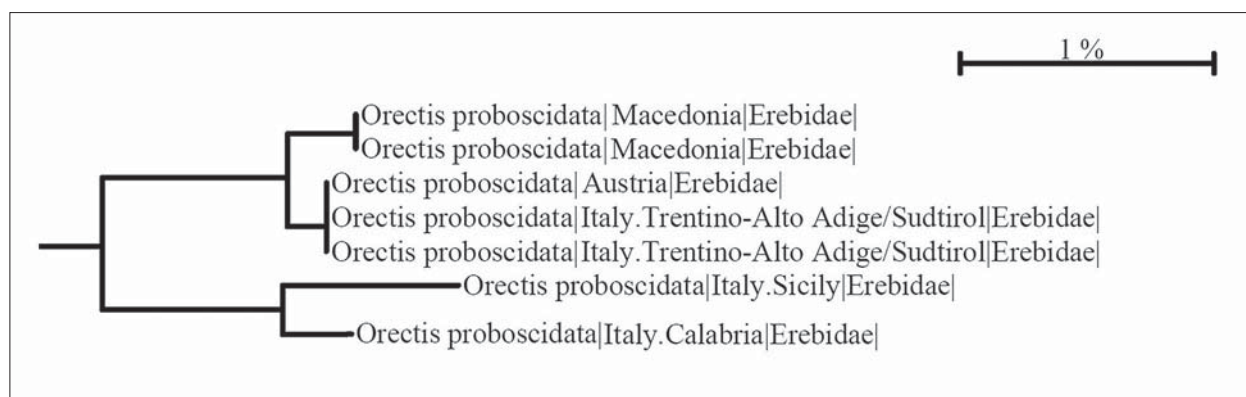 1 %
Orectis proboscidata|Macedonia|Erebidae|
Orectis proboscidata|Macedonia|Erebidae|
Orectis proboscidata|Austria|Erebidae|
Orectis proboscidata|Italy.Trentino-Alto Adige/Sudtirol|Erebidae|
Orectis proboscidata|Italy.Trentino-Alto Adige/Sudtirol|Erebidae|
Orectis proboscidata|Italy.Sicily|Erebidae|
Orectis proboscidata|Italy.Calabria|Erebidae|